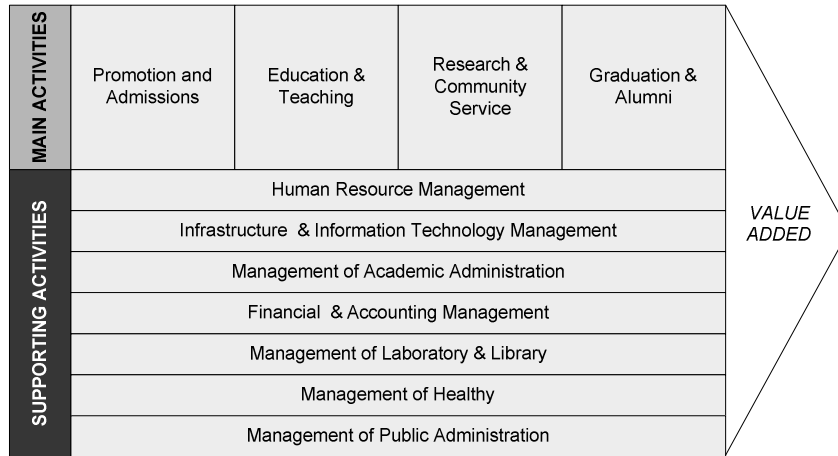 MAIN ACTIVITIES
Promotion and
Admissions
Education &
Teaching
Research &
Community
Service
Graduation &
Alumni
SUPPORTING ACTIVITIES
Human Resource Management
Infrastructure & Information Technology Management
Management of Academic Administration
Financial & Accounting Management
Management of Laboratory & Library
Management of Healthy
Management of Public Administration
VALUE
ADDED